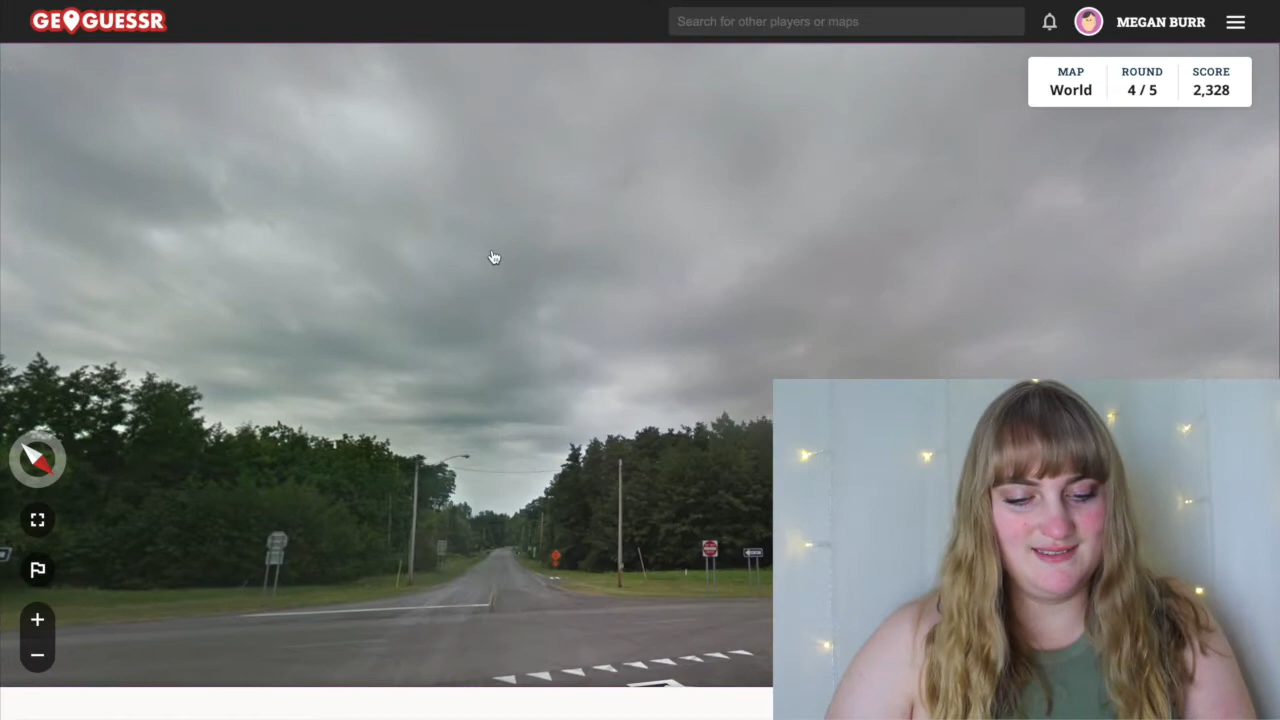 GEOGUESSR
Search for other players or maps
MEGAN BURR
MAP ROUND SCORE
World 4 / 5 2,328
+
−